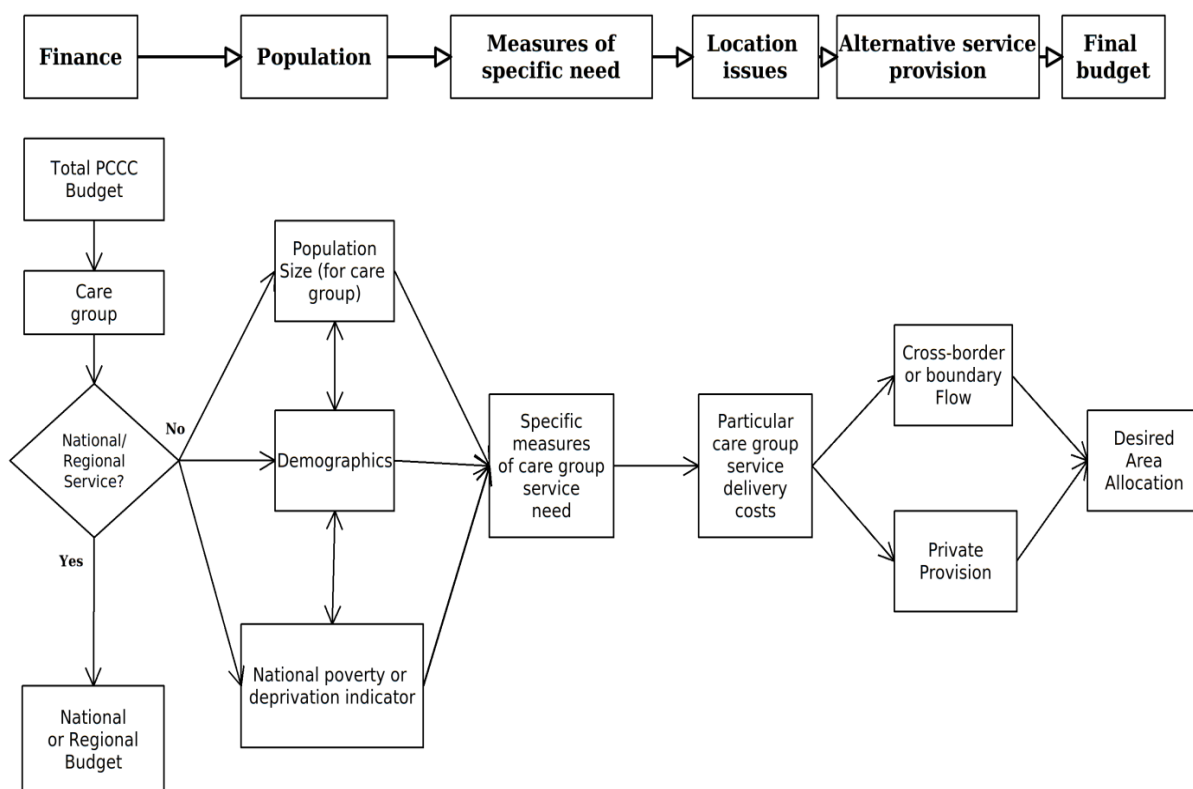 Finance
Population
Measures of
specific need
Location
issues
Alternative service
provision
Final
budget
Total PCCC
Budget
Care
group
National/
Regional
Service?
No
Yes
National
or Regional
Budget
Population
Size (for care
group)
Demographics
National poverty or
deprivation indicator
Specific
measures
of care group
service
need
Particular
care group
service
delivery
costs
Cross-border
or boundary
Flow
Private
Provision
Desired
Area
Allocation